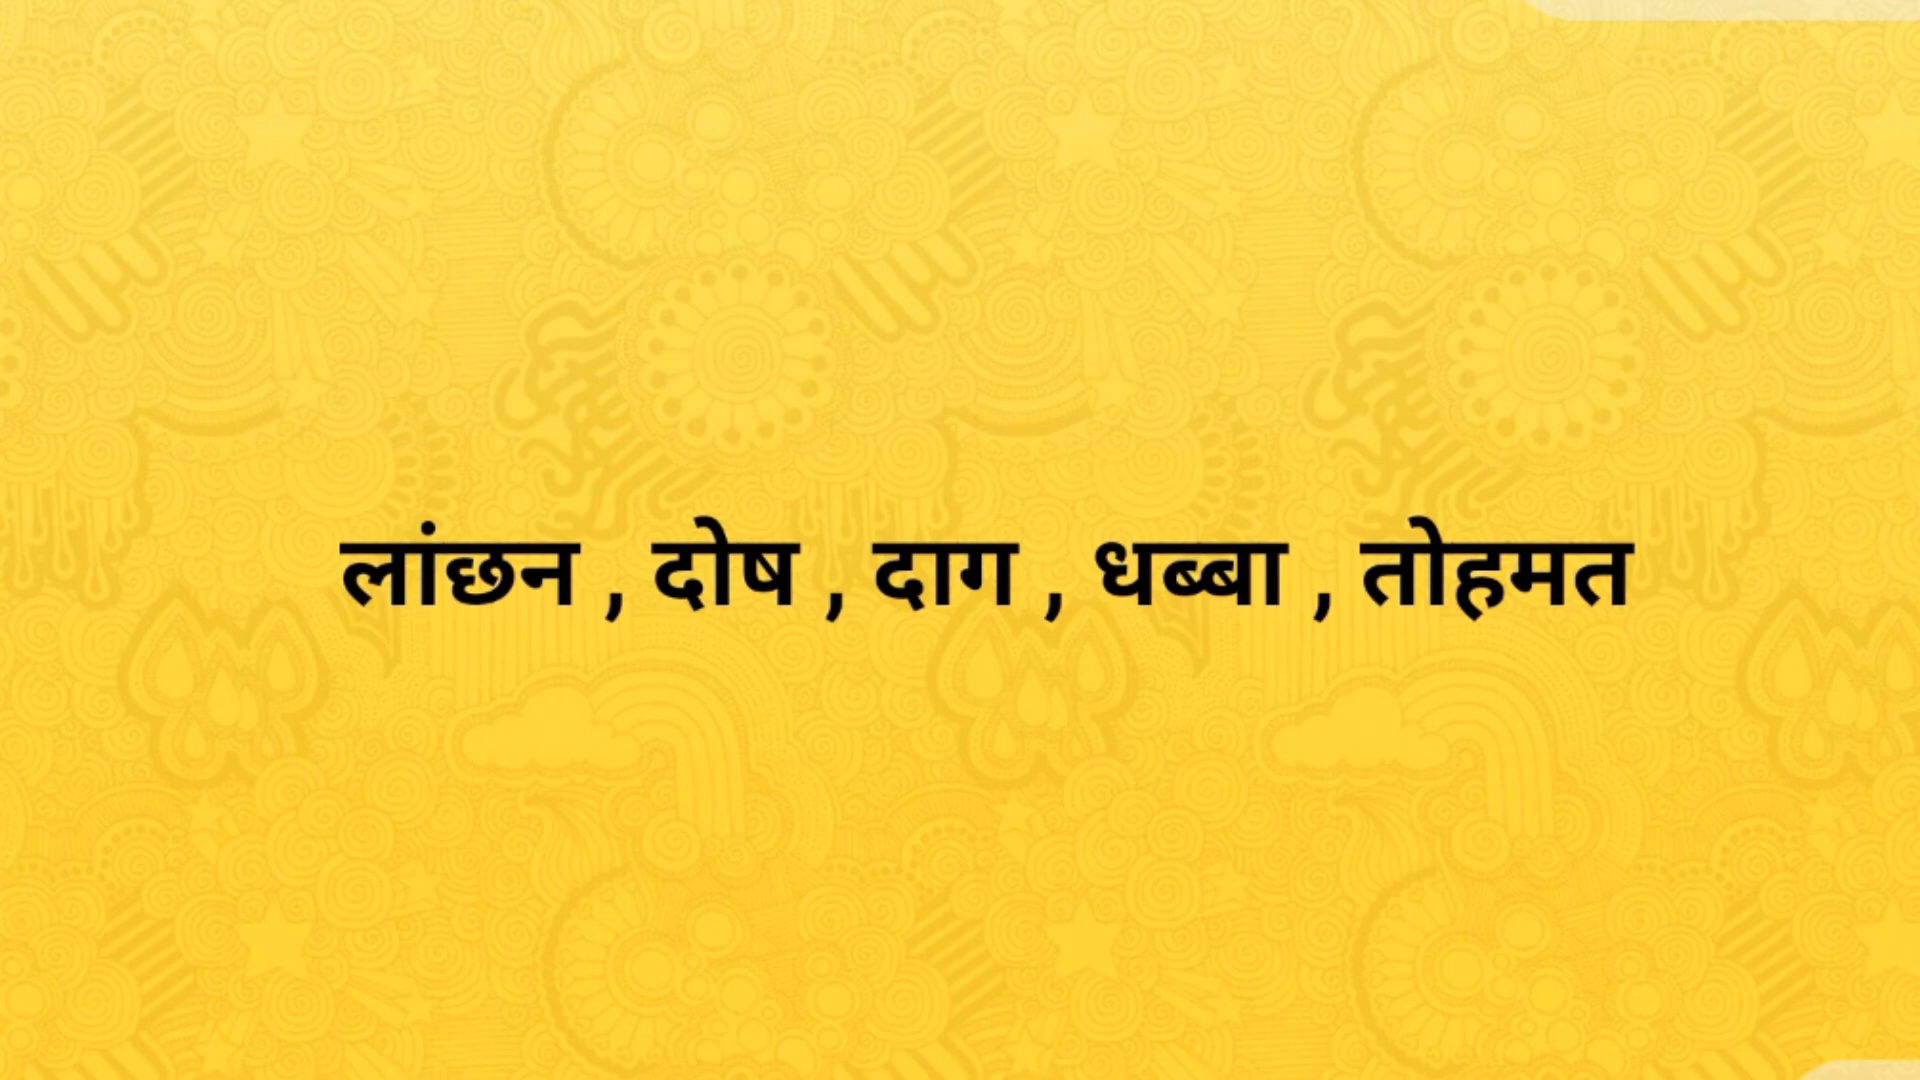 लांछन , दोष , दाग , धब्बा , तोहमत